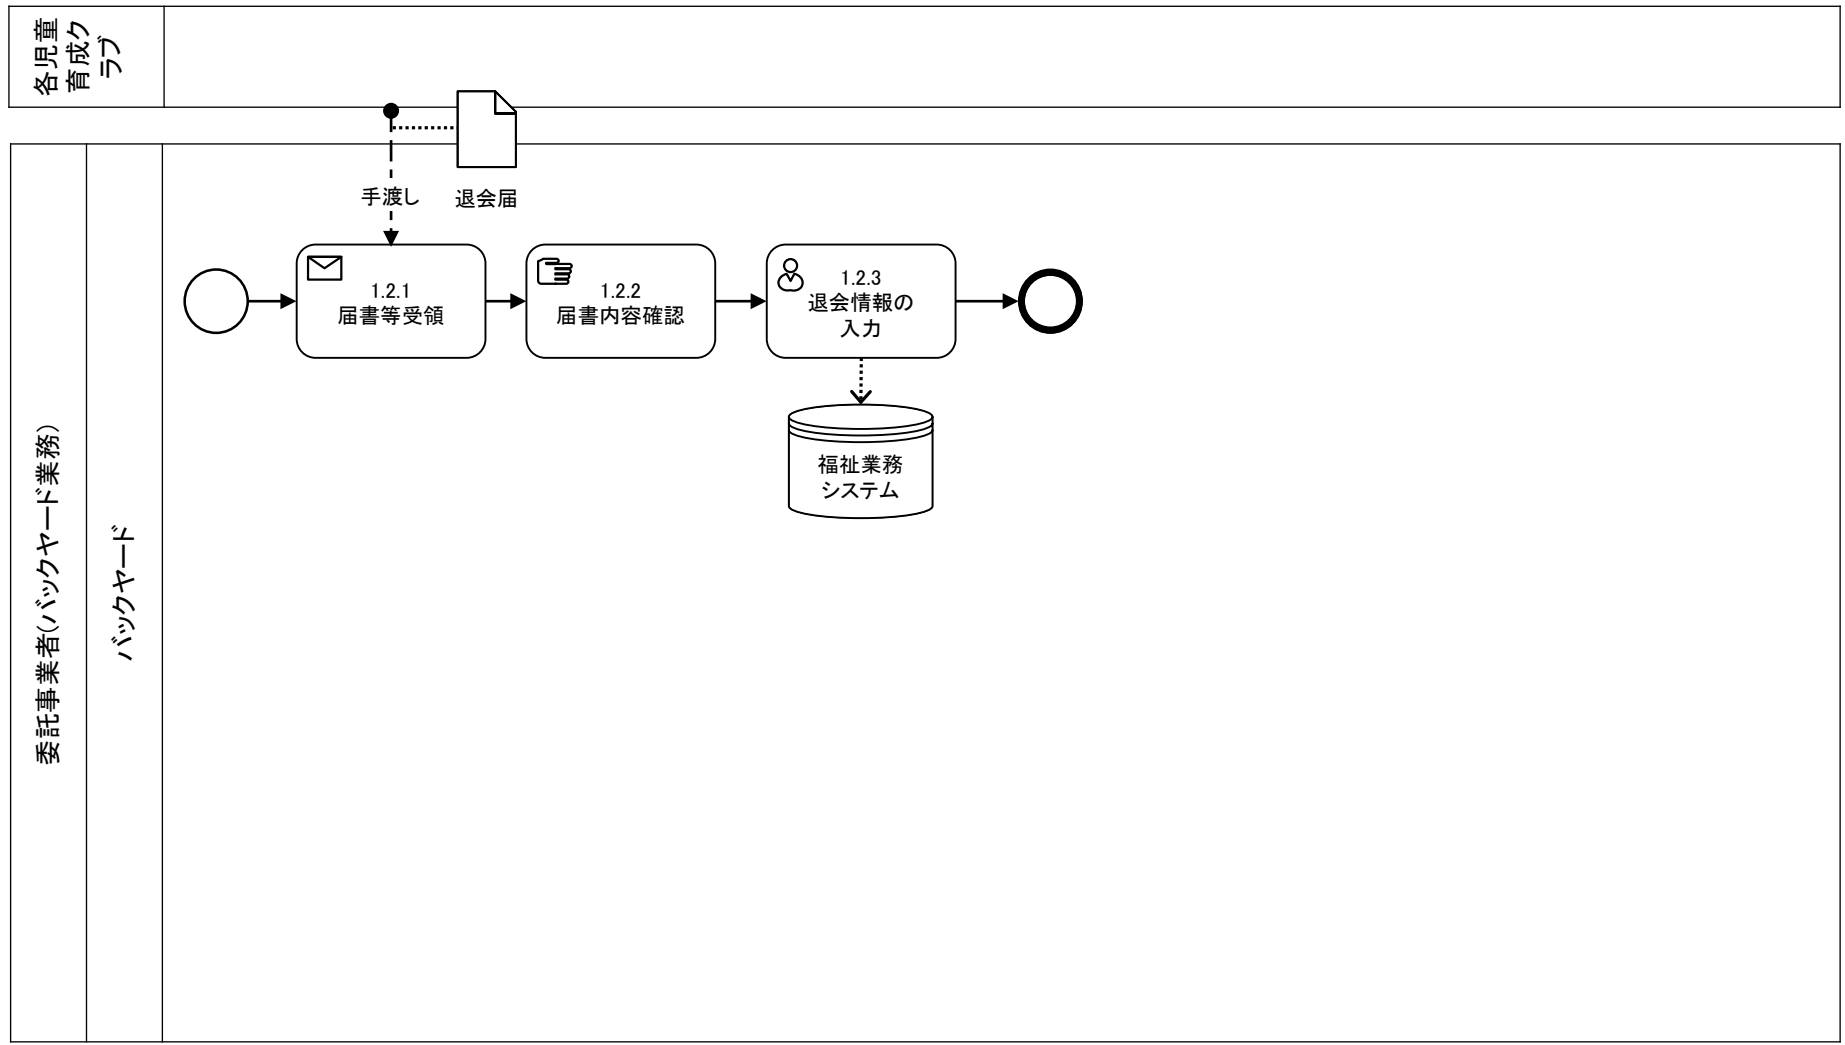 各児童
育成ク
ラブ
手渡し
退会届
1.2.1
届書等受領
1.2.2
届書内容確認
1.2.3
退会情報の
入力
福祉業務
システム
委託事業者(バックヤード業務)
バックヤード